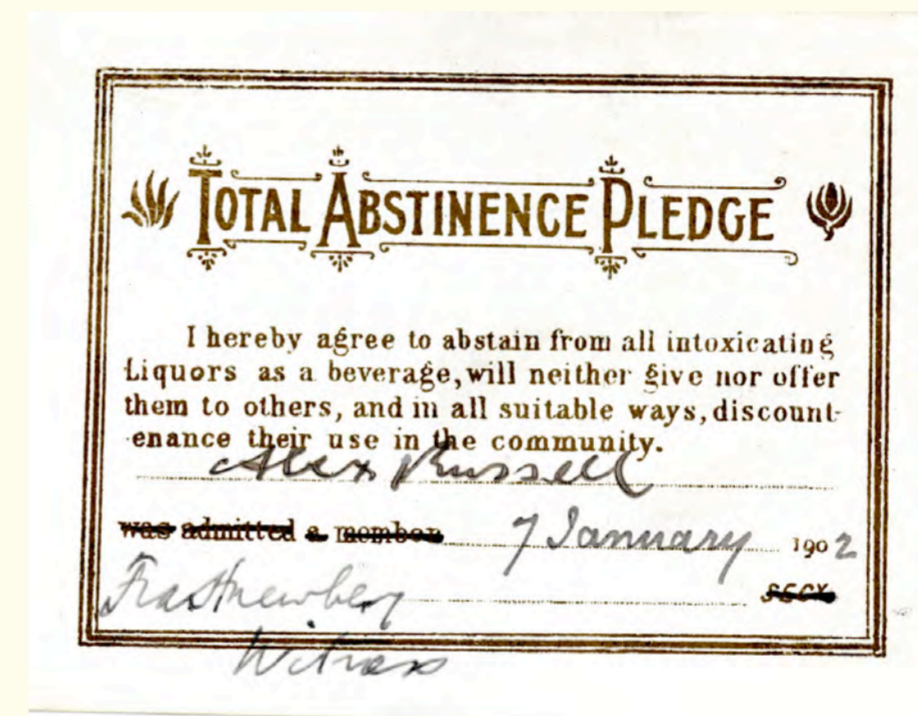 TOTAL ABSTINENCE PLEDGE
I hereby agree to abstain from all intoxicating
Liquors as a beverage, will neither give nor offer
them to others, and in all suitable ways, discount-
enance their use in the community.
Alex Russell
was admitted a member 7 January 1902
Fra H Newbery SECY.
Witness